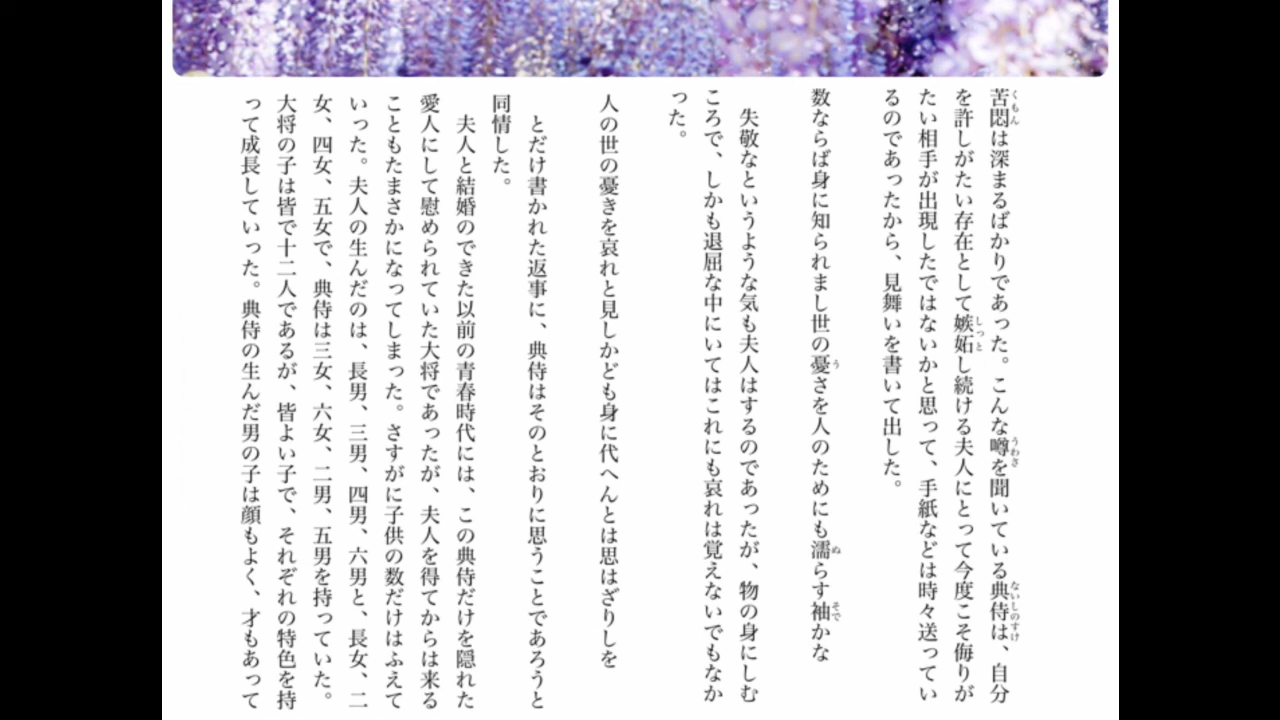 苦悶は深まるばかりであった。こんな噂を聞いている典侍は、自分
くもん
うわさ
ないしのすけ
を許しがたい存在として嫉妬し続ける夫人にとって今度こそ侮りが
しっと
たい相手が出現したではないかと思って、手紙などは時々送ってい
るのであったから、見舞いを書いて出した。
数ならば身に知られまし世の憂さを人のためにも濡らす袖かな
う
ぬ
そで
失敬なというような気も夫人はするのであったが、物の身にしむ
ころで、しかも退屈な中にいてはこれにも哀れは覚えないでもなか
った。
人の世の憂きを哀れと見しかども身に代へんとは思はざりしを
とだけ書かれた返事に、典侍はそのとおりに思うことであろうと
同情した。
夫人と結婚のできた以前の青春時代には、この典侍だけを隠れた
愛人にして慰められていた大将であったが、夫人を得てからは来る
こともたまさかになってしまった。さすがに子供の数だけはふえて
いった。夫人の生んだのは、長男、三男、四男、六男と、長女、二
女、四女、五女で、典侍は三女、六女、二男、五男を持っていた。
大将の子は皆で十二人であるが、皆よい子で、それぞれの特色を持
って成長していった。典侍の生んだ男の子は顔もよく、才もあって